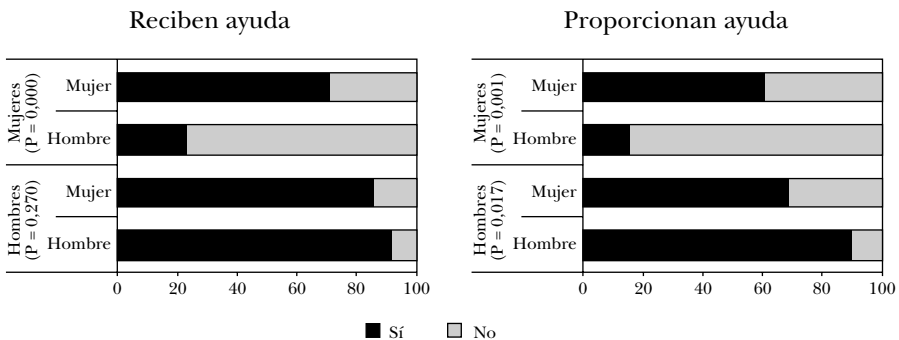 Reciben ayuda
Mujeres
(P = 0,000)
Mujer
Hombre
Hombres
(P = 0,270)
Mujer
Hombre
0 20 40 60 80 100
Proporcionan ayuda
Mujeres
(P = 0,001)
Mujer
Hombre
Hombres
(P = 0,017)
Mujer
Hombre
0 20 40 60 80 100
Sí No